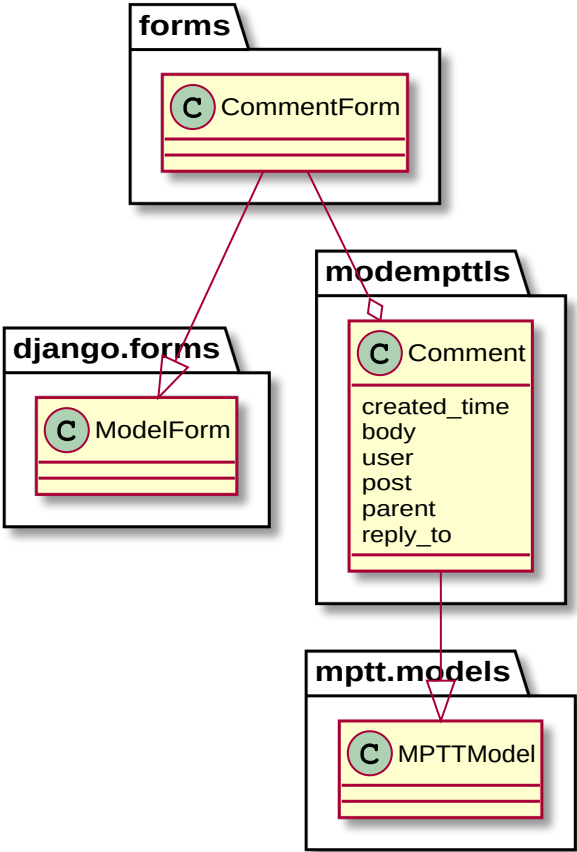 forms
C CommentForm
modempttls
C Comment
created_time
body
user
post
parent
reply_to
django.forms
C ModelForm
mptt.models
C MPTTModel